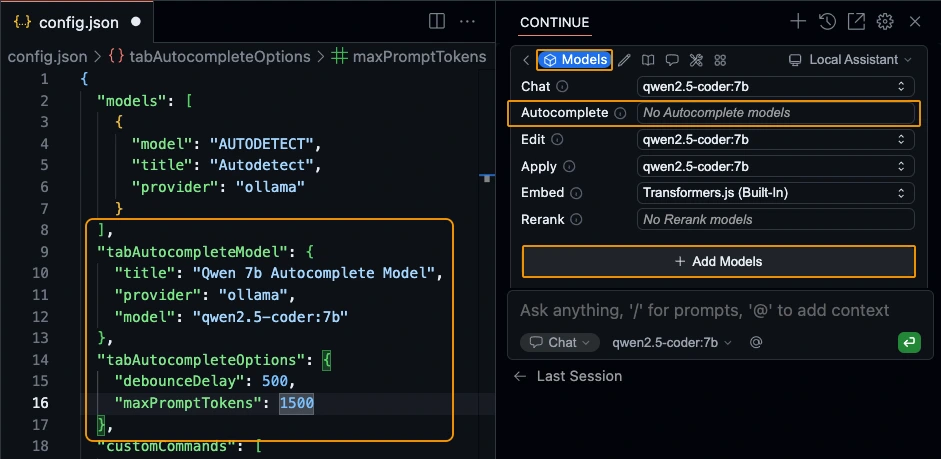 {..} config.json
config.json > {} tabAutocompleteOptions > maxPromptTokens
1 {
2 "models": [
3 {
4 "model": "AUTODETECT",
5 "title": "Autodetect",
6 "provider": "ollama"
7 }
8 ],
9 "tabAutocompleteModel": {
10 "title": "Qwen 7b Autocomplete Model",
11 "provider": "ollama",
12 "model": "qwen2.5-coder:7b"
13 },
14 "tabAutocompleteOptions": {
15 "debounceDelay": 500,
16 "maxPromptTokens": 1500
17 },
18 "customCommands": [
CONTINUE
Models
Local Assistant
Chat qwen2.5-coder:7b
Autocomplete No Autocomplete models
Edit qwen2.5-coder:7b
Apply qwen2.5-coder:7b
Embed Transformers.js (Built-In)
Rerank No Rerank models
+ Add Models
Ask anything, '/' for prompts, '@' to add context
Chat qwen2.5-coder:7b @
← Last Session